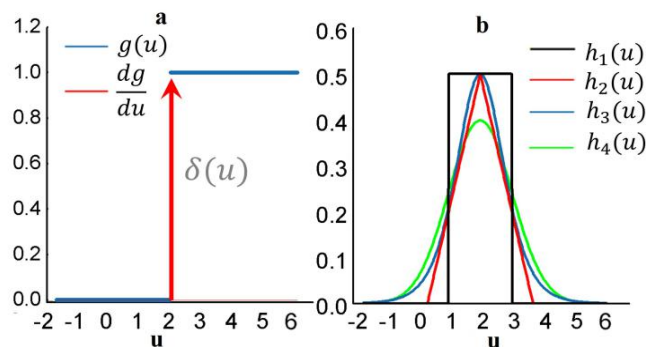 a
1.2
1.0
0.8
0.6
0.4
0.2
0.0
g(u)
dg
du
δ(u)
-2 -1 0 1 2 3 4 5 6
u
b
0.5
0.4
0.3
0.2
0.1
0.0
h₁(u)
h₂(u)
h₃(u)
h₄(u)
-2 -1 0 1 2 3 4 5 6
u